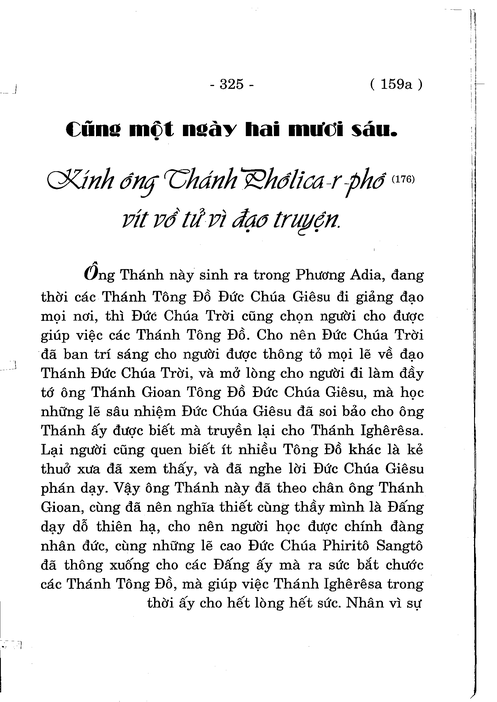 - 325 - ( 159a )
Cũng một ngày hai mươi sáu.
Kính ông Thánh Phôlica-r-phô (176)
vít vồ tử vì đạo truyện.
Ông Thánh này sinh ra trong Phương Adia, đang
thời các Thánh Tông Đồ Đức Chúa Giêsu đi giảng đạo
mọi nơi, thì Đức Chúa Trời cũng chọn người cho được
giúp việc các Thánh Tông Đồ. Cho nên Đức Chúa Trời
đã ban trí sáng cho người được thông tỏ mọi lẽ về đạo
Thánh Đức Chúa Trời, và mở lòng cho người đi làm đầy
tớ ông Thánh Gioan Tông Đồ Đức Chúa Giêsu, mà học
những lẽ sâu nhiệm Đức Chúa Giêsu đã soi bảo cho ông
Thánh ấy được biết mà truyền lại cho Thánh Ighêrêsa.
Lại người cũng quen biết ít nhiều Tông Đồ khác là kẻ
thuở xưa đã xem thấy, và đã nghe lời Đức Chúa Giêsu
phán dạy. Vậy ông Thánh này đã theo chân ông Thánh
Gioan, cùng đã nên nghĩa thiết cùng thầy mình là Đấng
dạy dỗ thiên hạ, cho nên người học được chính đàng
nhân đức, cùng những lẽ cao Đức Chúa Phiritô Sangtô
đã thông xuống cho các Đấng ấy mà ra sức bắt chước
các Thánh Tông Đồ, mà giúp việc Thánh Ighêrêsa trong
thời ấy cho hết lòng hết sức. Nhân vì sự